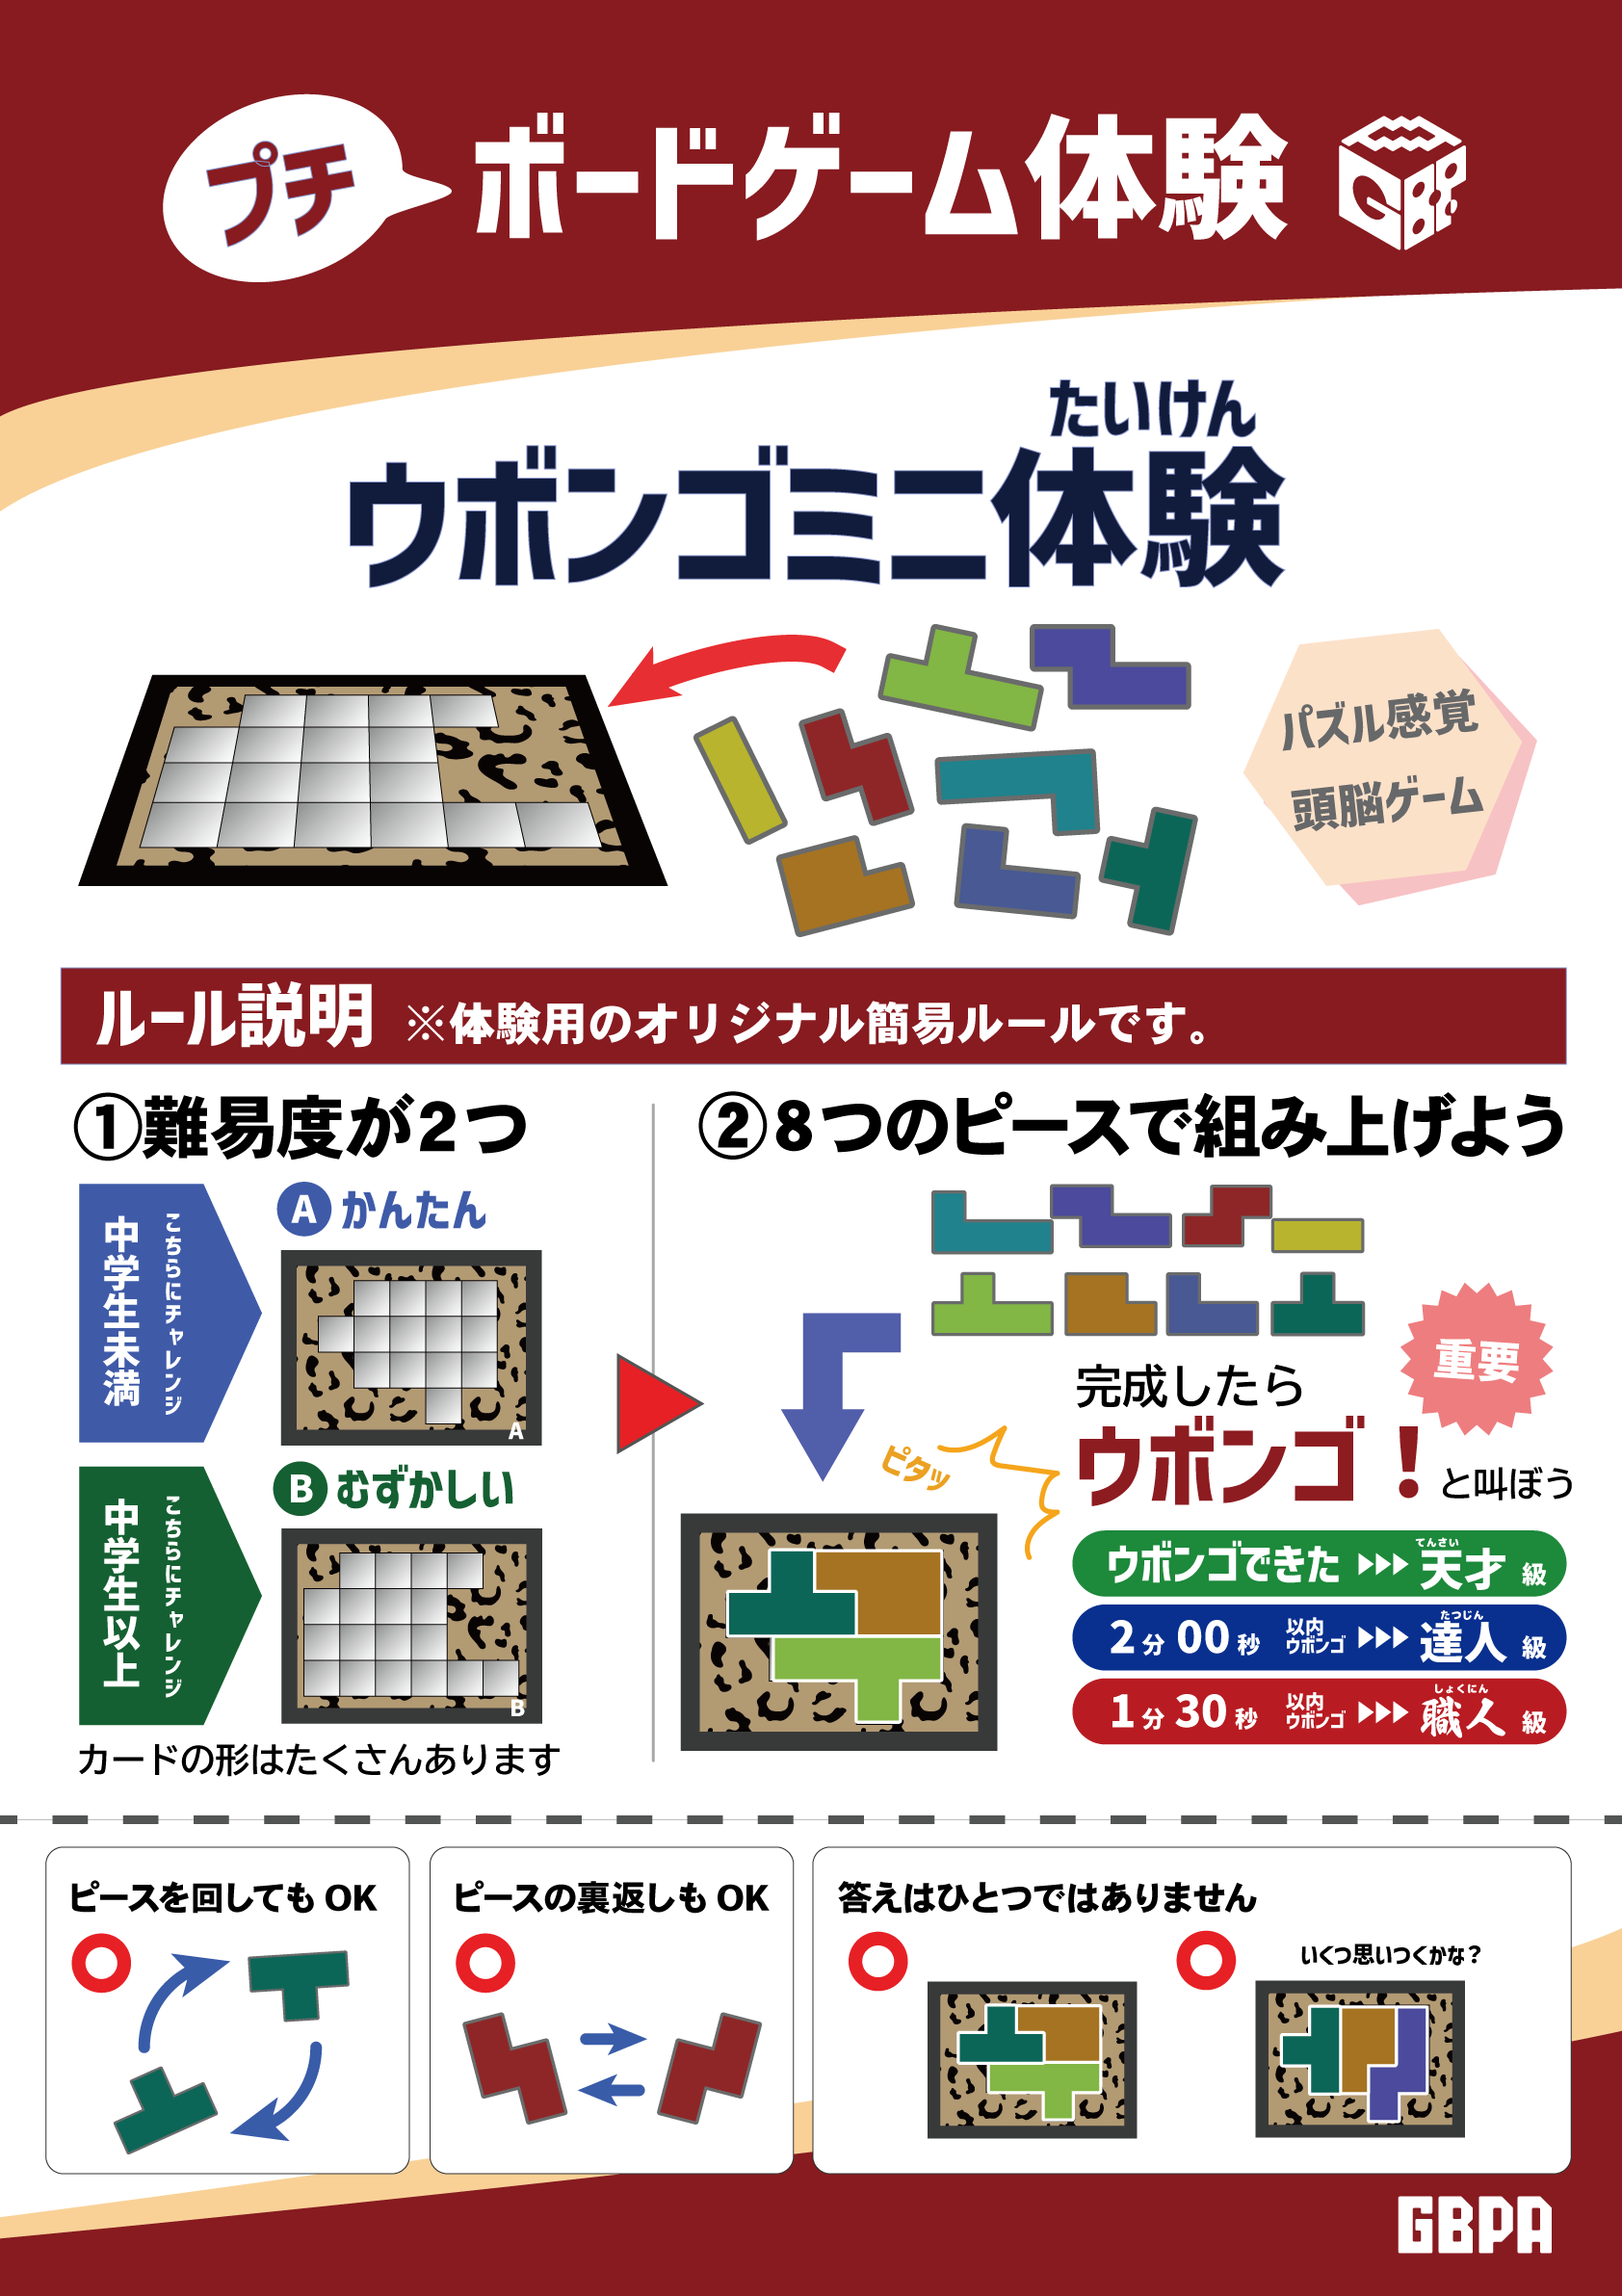 プチ
ボードゲーム体験
たいけん
ウボンゴミニ体験
パズル感覚
頭脳ゲーム
ルール説明 ※体験用のオリジナル簡易ルールです。
①難易度が2つ
中学生未満
こちらにチャレンジ
A かんたん
A
中学生以上
こちらにチャレンジ
B むずかしい
B
カードの形はたくさんあります
②8つのピースで組み上げよう
重要
完成したら
ピタッ
ウボンゴ！と叫ぼう
てんさい
ウボンゴできた 天才 級
たつじん
2分00秒 以内ウボンゴ 達人 級
しょくにん
1分30秒 以内ウボンゴ 職人 級
ピースを回してもOK
ピースの裏返しもOK
答えはひとつではありません
いくつ思いつくかな？
GBPA